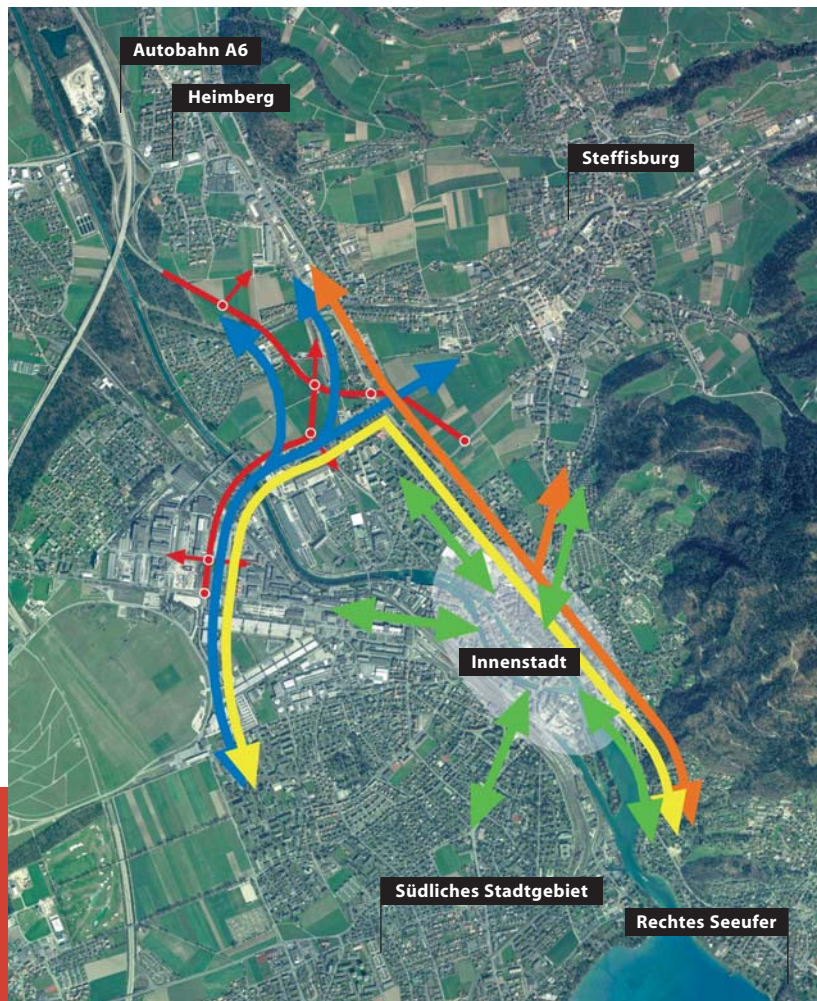 Autobahn A6
Heimberg
Steffisburg
Innenstadt
Südliches Stadtgebiet
Rechtes Seeufer